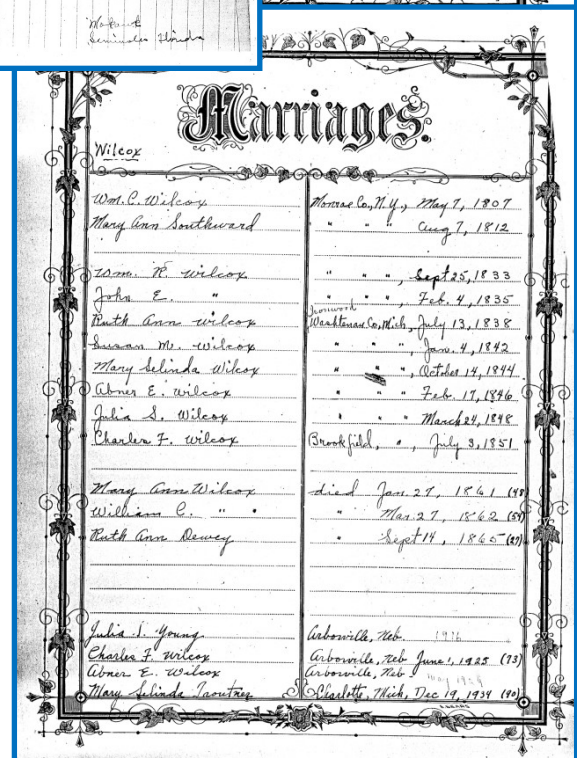 Mohawk
Seminoles Florida
Marriages.
Wilcox
Wm. C. Wilcox Monroe Co., N.Y., May 7, 1807
Mary Ann Southward " " " Aug 7, 1812
Wm. R. Wilcox " " " , Sept 25, 1833
John E. " " " " , Feb. 4, 1835
Ironwood
Ruth Ann Wilcox Washtenaw Co, Mich, July 13, 1838
Susan M. Wilcox " " " , Jan. 4, 1842
Mary Selinda Wilcox " " " , October 14, 1844
Abner E. Wilcox " " " Feb. 17, 1846
Julia S. Wilcox " " " March 24, 1848
Charles F. Wilcox Brookfield, " , July 3, 1851
Mary Ann Wilcox died Jan. 27, 1861 (48)
William C. " " " Mar. 27, 1862 (54)
Ruth Ann Dewey " Sept 14, 1865 (27)
Julia S. Young Arborville, Neb. 1916
Charles F. Wilcox Arborville, Neb June 1, 1925 (73)
Abner E. Wilcox Arborville, Neb May
Mary Selinda Troutner Charlotte, Mich, Dec 19, 1934 (90)